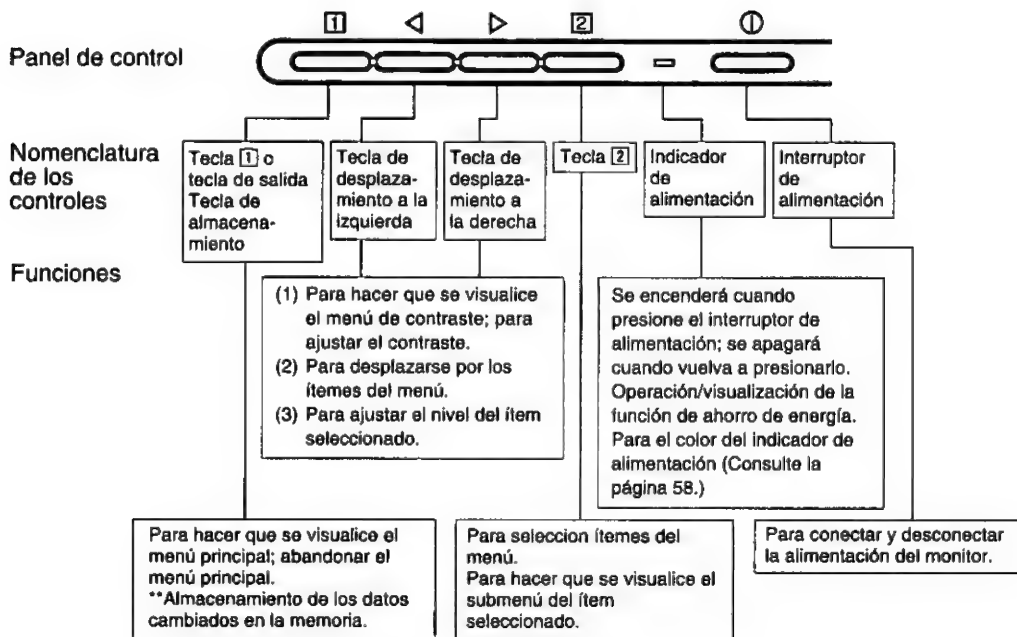 1 2
Panel de control
Nomenclatura
de los
controles
Tecla 1 o
tecla de salida
Tecla de
almacena-
miento
Tecla de
desplaza-
miento a la
izquierda
Tecla de
desplaza-
miento a
la derecha
Tecla 2
Indicador
de
alimentación
Interruptor
de
alimentación
Funciones
(1) Para hacer que se visualice
el menú de contraste; para
ajustar el contraste.
(2) Para desplazarse por los
ítemes del menú.
(3) Para ajustar el nivel del ítem
seleccionado.
Se encenderá cuando
presione el interruptor de
alimentación; se apagará
cuando vuelva a presionarlo.
Operación/visualización de la
función de ahorro de energía.
Para el color del indicador de
alimentación (Consulte la
página 58.)
Para hacer que se visualice el
menú principal; abandonar el
menú principal.
**Almacenamiento de los datos
cambiados en la memoria.
Para seleccion ítemes del
menú.
Para hacer que se visualice el
submenú del ítem
seleccionado.
Para conectar y desconectar
la alimentación del monitor.